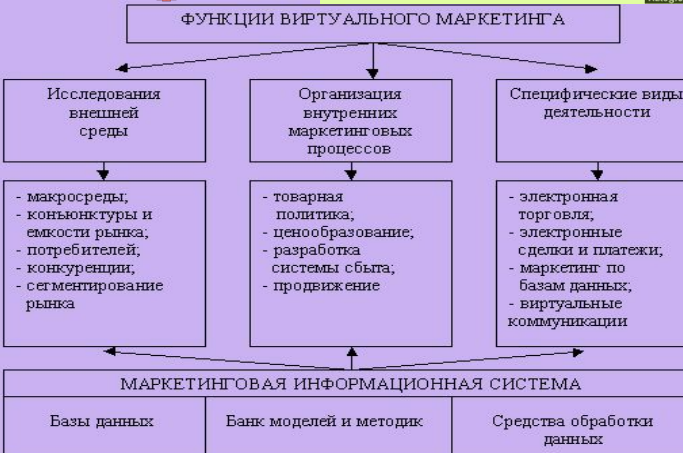 ФУНКЦИИ ВИРТУАЛЬНОГО МАРКЕТИНГА
Исследования
внешней
среды
Организация
внутренних
маркетинговых
процессов
Специфические виды
деятельности
- макросреды;
- конъюнктуры и
емкости рынка;
- потребителей;
- конкуренции;
- сегментирование
рынка
- товарная
политика;
- ценообразование;
- разработка
системы сбыта;
- продвижение
- электронная
торговля;
- электронные
сделки и платежи;
- маркетинг по
базам данных;
- виртуальные
коммуникации
МАРКЕТИНГОВАЯ ИНФОРМАЦИОННАЯ СИСТЕМА
Базы данных
Банк моделей и методик
Средства обработки
данных